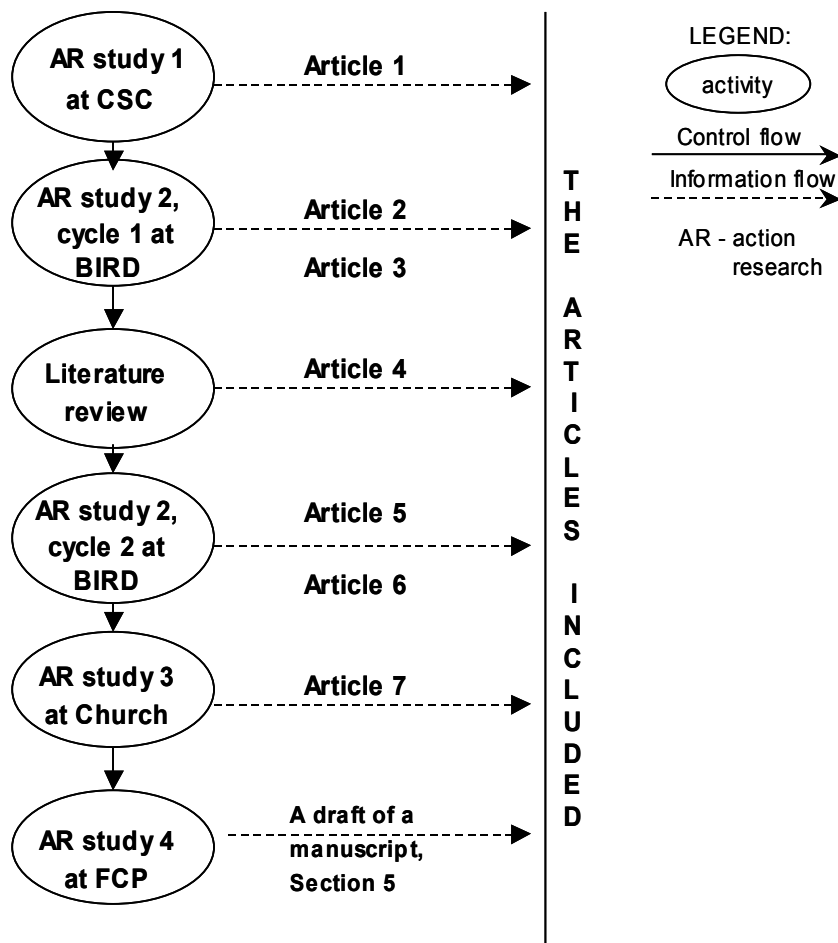 AR study 1
at CSC
Article 1
AR study 2,
cycle 1 at
BIRD
Article 2
Article 3
Literature
review
Article 4
AR study 2,
cycle 2 at
BIRD
Article 5
Article 6
AR study 3
at Church
Article 7
AR study 4
at FCP
A draft of a
manuscript,
Section 5
THE ARTICLES INCLUDED
LEGEND:
activity
Control flow
Information flow
AR - action
research